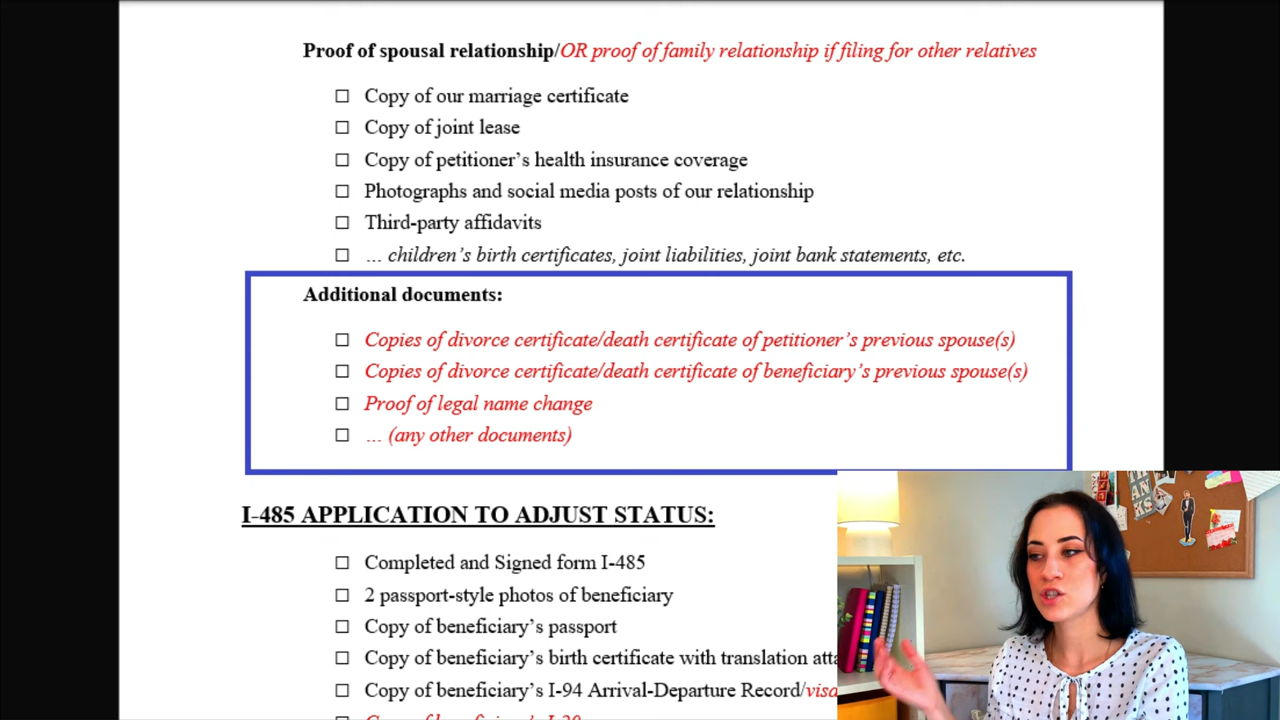 Proof of spousal relationship/OR proof of family relationship if filing for other relatives
☐ Copy of our marriage certificate
☐ Copy of joint lease
☐ Copy of petitioner’s health insurance coverage
☐ Photographs and social media posts of our relationship
☐ Third-party affidavits
☐ … children’s birth certificates, joint liabilities, joint bank statements, etc.
Additional documents:
☐ Copies of divorce certificate/death certificate of petitioner’s previous spouse(s)
☐ Copies of divorce certificate/death certificate of beneficiary’s previous spouse(s)
☐ Proof of legal name change
☐ … (any other documents)
I-485 APPLICATION TO ADJUST STATUS:
☐ Completed and Signed form I-485
☐ 2 passport-style photos of beneficiary
☐ Copy of beneficiary’s passport
☐ Copy of beneficiary’s birth certificate with translation atta
☐ Copy of beneficiary’s I-94 Arrival-Departure Record/visa